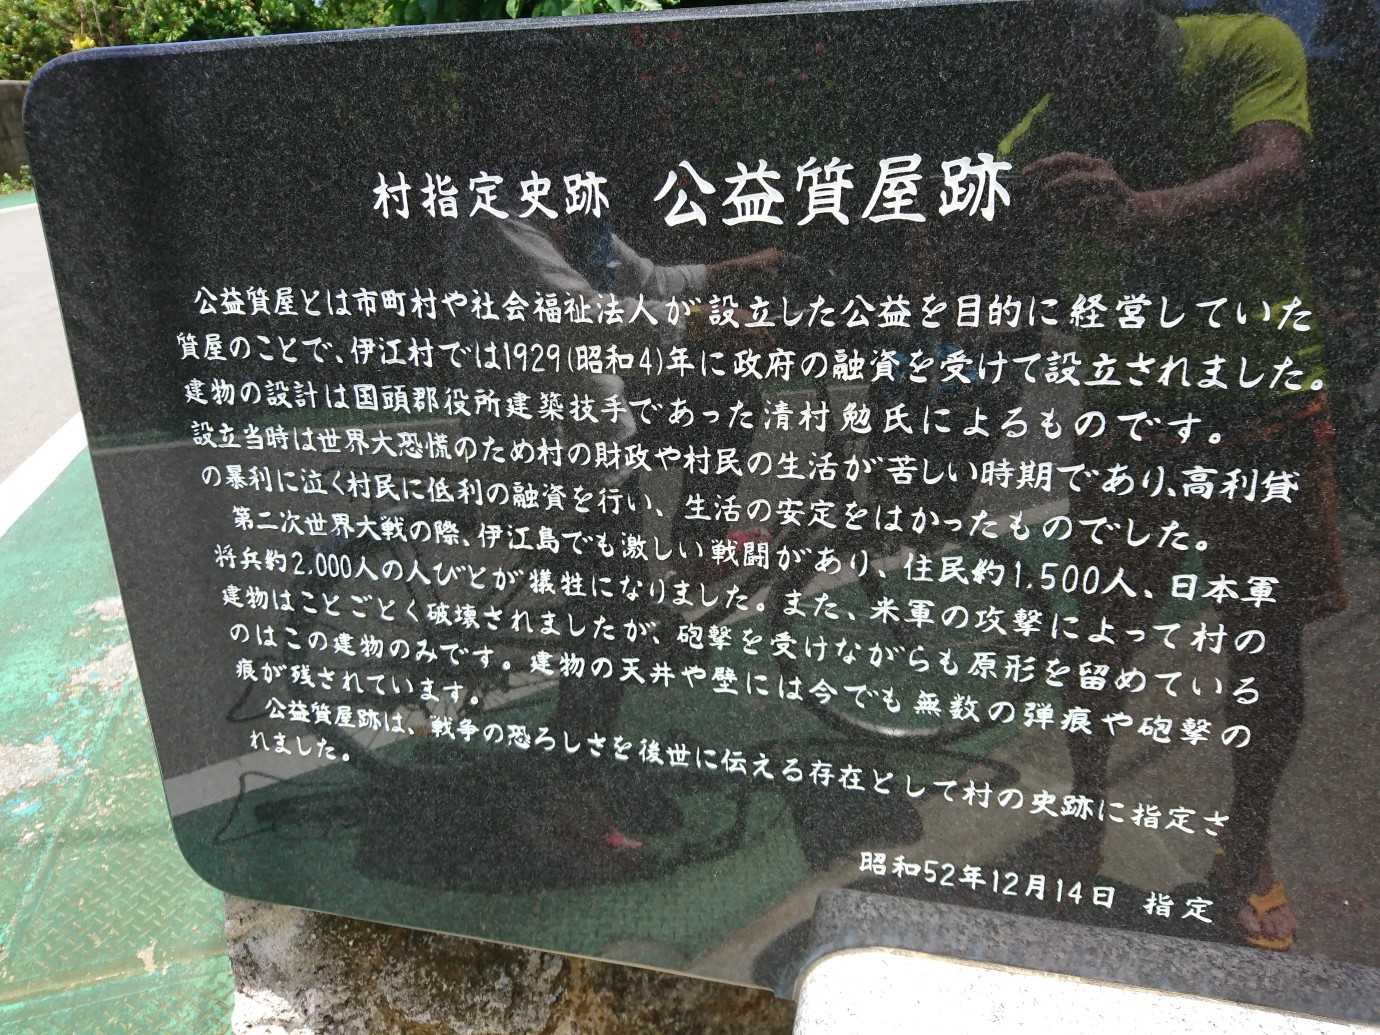 村指定史跡 公益質屋跡
公益質屋とは市町村や社会福祉法人が設立した公益を目的に経営していた
質屋のことで、伊江村では1929(昭和4)年に政府の融資を受けて設立されました。
建物の設計は国頭郡役所建築技手であった清村勉氏によるものです。
設立当時は世界大恐慌のため村の財政や村民の生活が苦しい時期であり、高利貸
の暴利に泣く村民に低利の融資を行い、生活の安定をはかったものでした。
第二次世界大戦の際、伊江島でも激しい戦闘があり、住民約1.500人、日本軍
将兵約2.000人の人びとが犠牲になりました。また、米軍の攻撃によって村の
建物はことごとく破壊されましたが、砲撃を受けながらも原形を留めている
のはこの建物のみです。建物の天井や壁には今でも無数の弾痕や砲撃の
痕が残されています。
公益質屋跡は、戦争の恐ろしさを後世に伝える存在として村の史跡に指定さ
れました。
昭和52年12月14日 指定